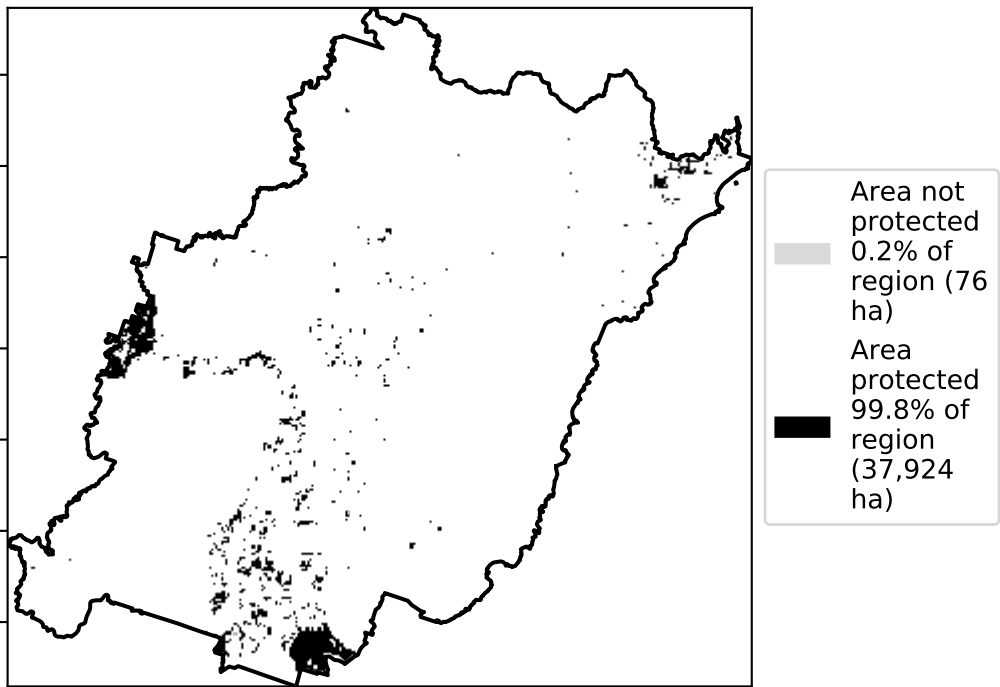 Area not
protected
0.2% of
region (76
ha)
Area
protected
99.8% of
region
(37,924
ha)